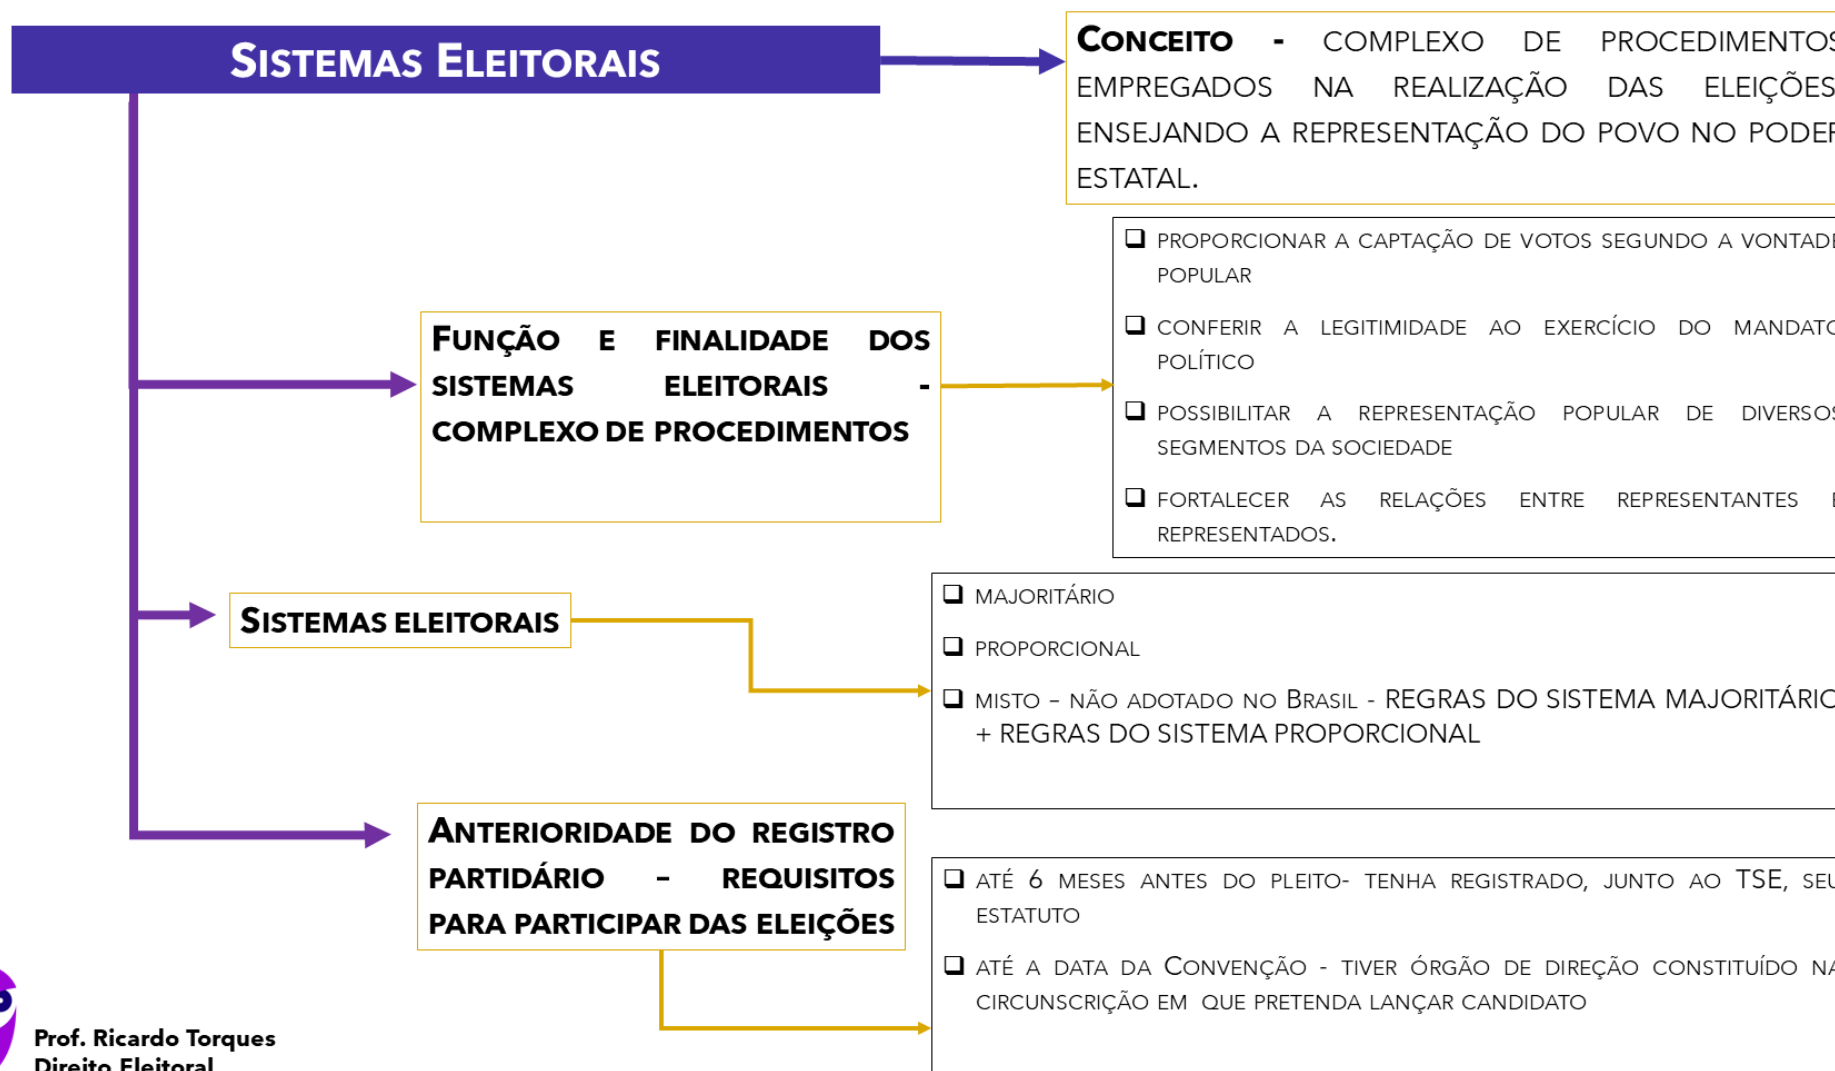 SISTEMAS ELEITORAIS
CONCEITO - COMPLEXO DE PROCEDIMENTOS
EMPREGADOS NA REALIZAÇÃO DAS ELEIÇÕES
ENSEJANDO A REPRESENTAÇÃO DO POVO NO PODER
ESTATAL.
FUNÇÃO E FINALIDADE DOS
SISTEMAS ELEITORAIS -
COMPLEXO DE PROCEDIMENTOS
PROPORCIONAR A CAPTAÇÃO DE VOTOS SEGUNDO A VONTADE
POPULAR
CONFERIR A LEGITIMIDADE AO EXERCÍCIO DO MANDATO
POLÍTICO
POSSIBILITAR A REPRESENTAÇÃO POPULAR DE DIVERSOS
SEGMENTOS DA SOCIEDADE
FORTALECER AS RELAÇÕES ENTRE REPRESENTANTES E
REPRESENTADOS.
SISTEMAS ELEITORAIS
MAJORITÁRIO
PROPORCIONAL
MISTO – NÃO ADOTADO NO BRASIL - REGRAS DO SISTEMA MAJORITÁRIO
+ REGRAS DO SISTEMA PROPORCIONAL
ANTERIORIDADE DO REGISTRO
PARTIDÁRIO – REQUISITOS
PARA PARTICIPAR DAS ELEIÇÕES
ATÉ 6 MESES ANTES DO PLEITO- TENHA REGISTRADO, JUNTO AO TSE, SEU
ESTATUTO
ATÉ A DATA DA CONVENÇÃO - TIVER ÓRGÃO DE DIREÇÃO CONSTITUÍDO NA
CIRCUNSCRIÇÃO EM QUE PRETENDA LANÇAR CANDIDATO
Prof. Ricardo Torques
Direito Eleitoral